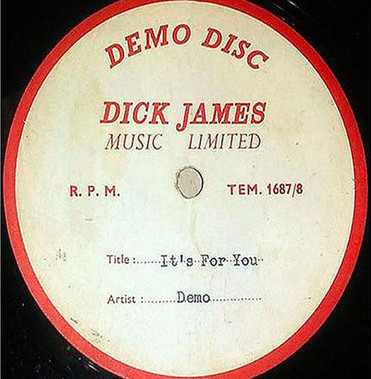 DEMO DISC
DICK JAMES
MUSIC LIMITED
R.P.M. TEM. 1687/8
Title:......It's For You
Artist:.........Demo...............